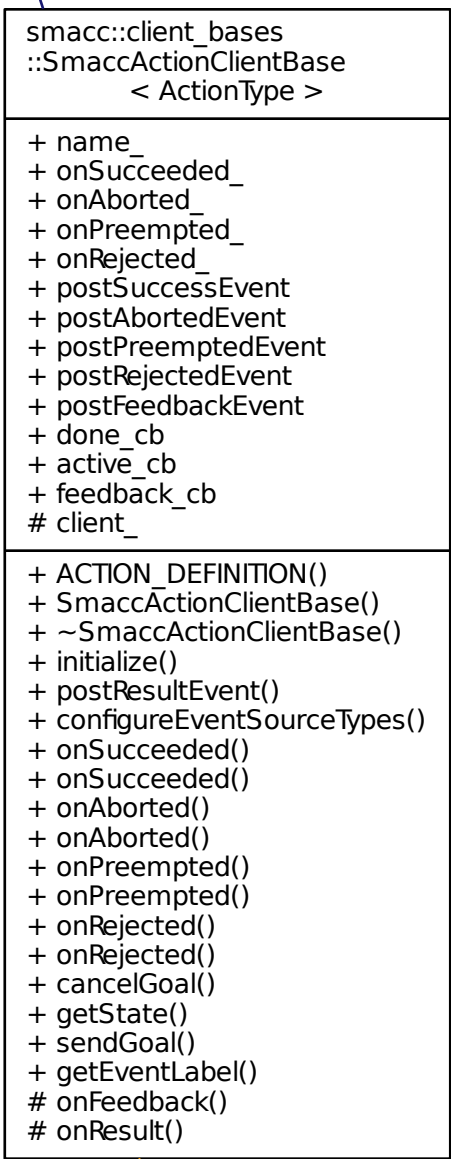 smacc::client_bases
::SmaccActionClientBase
< ActionType >
+ name_
+ onSucceeded_
+ onAborted_
+ onPreempted_
+ onRejected_
+ postSuccessEvent
+ postAbortedEvent
+ postPreemptedEvent
+ postRejectedEvent
+ postFeedbackEvent
+ done_cb
+ active_cb
+ feedback_cb
# client_
+ ACTION_DEFINITION()
+ SmaccActionClientBase()
+ ~SmaccActionClientBase()
+ initialize()
+ postResultEvent()
+ configureEventSourceTypes()
+ onSucceeded()
+ onSucceeded()
+ onAborted()
+ onAborted()
+ onPreempted()
+ onPreempted()
+ onRejected()
+ onRejected()
+ cancelGoal()
+ getState()
+ sendGoal()
+ getEventLabel()
# onFeedback()
# onResult()